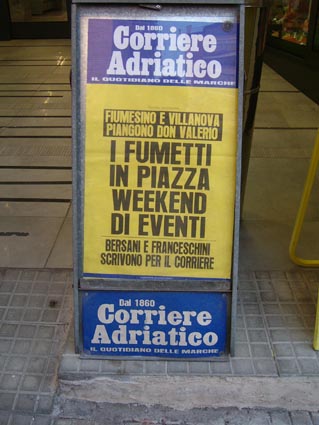 Dal 1860
Corriere
Adriatico
IL QUOTIDIANO DELLE MARCHE
FIUMESINO E VILLANOVA
PIANGONO DON VALERIO
I FUMETTI
IN PIAZZA
WEEKEND
DI EVENTI
BERSANI E FRANCESCHINI
SCRIVONO PER IL CORRIERE
Dal 1860
Corriere
Adriatico
IL QUOTIDIANO DELLE MARCHE